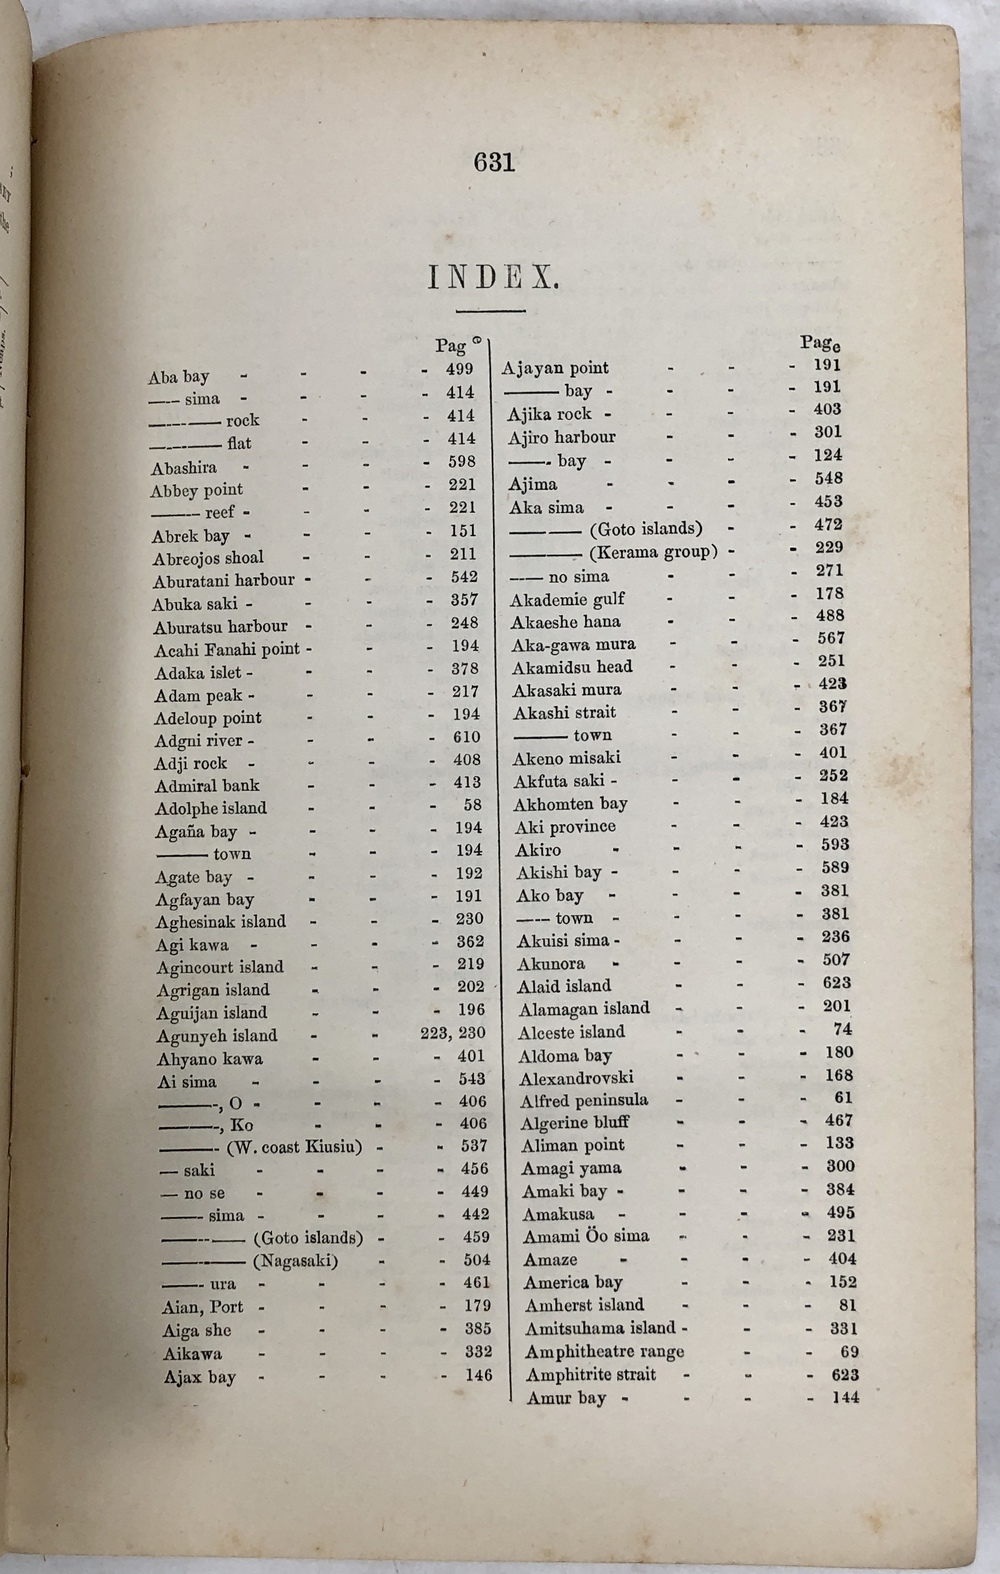 631
INDEX.
Page
Aba bay - - - - 499
—— sima - - - - 414
———— rock - - - 414
———— flat - - - 414
Abashira - - - - 598
Abbey point - - - 221
——— reef - - - - 221
Abrek bay - - - - 151
Abreojos shoal - - - 211
Aburatani harbour - - - 542
Abuka saki - - - - 357
Aburatsu harbour - - - 248
Acahi Fanahi point - - - 194
Adaka islet - - - - 378
Adam peak - - - - 217
Adeloup point - - - 194
Adgni river - - - - 610
Adji rock - - - - 408
Admiral bank - - - 413
Adolphe island - - - 58
Agaña bay - - - - 194
——— town - - - 194
Agate bay - - - - 192
Agfayan bay - - - 191
Aghesinak island - - - 230
Agi kawa - - - - 362
Agincourt island - - - 219
Agrigan island - - - 202
Aguijan island - - - 196
Agunyeh island - - 223, 230
Ahyano kawa - - - 401
Ai sima - - - - 543
———, O - - - - 406
———, Ko - - - 406
——— (W. coast Kiusiu) - - 537
— saki - - - - 456
— no se - - - - 449
—— sima - - - - 442
———— (Goto islands) - - 459
———— (Nagasaki) - - 504
—— ura - - - - 461
Aian, Port - - - - 179
Aiga she - - - - 385
Aikawa - - - - 332
Ajax bay - - - - 146
Page
Ajayan point - - - 191
——— bay - - - - 191
Ajika rock - - - - 403
Ajiro harbour - - - 301
——. bay - - - - 124
Ajima - - - - 548
Aka sima - - - - 453
———— (Goto islands) - - 472
———— (Kerama group) - - 229
—— no sima - - - 271
Akademie gulf - - - 178
Akaeshe hana - - - 488
Aka-gawa mura - - - 567
Akamidsu head - - - 251
Akasaki mura - - - 423
Akashi strait - - - 367
——— town - - - 367
Akeno misaki - - - 401
Akfuta saki - - - - 252
Akhomten bay - - - 184
Aki province - - - 423
Akiro - - - - 593
Akishi bay - - - - 589
Ako bay - - - - 381
—— town - - - - 381
Akuisi sima - - - - 236
Akunora - - - - 507
Alaid island - - - 623
Alamagan island - - - 201
Alceste island - - - 74
Aldoma bay - - - 180
Alexandrovski - - - 168
Alfred peninsula - - - 61
Algerine bluff - - - 467
Aliman point - - - 133
Amagi yama - - - 300
Amaki bay - - - - 384
Amakusa - - - - 495
Amami Öo sima - - - 231
Amaze - - - - 404
America bay - - - 152
Amherst island - - - 81
Amitsuhama island - - - 331
Amphitheatre range - - 69
Amphitrite strait - - - 623
Amur bay - - - - 144